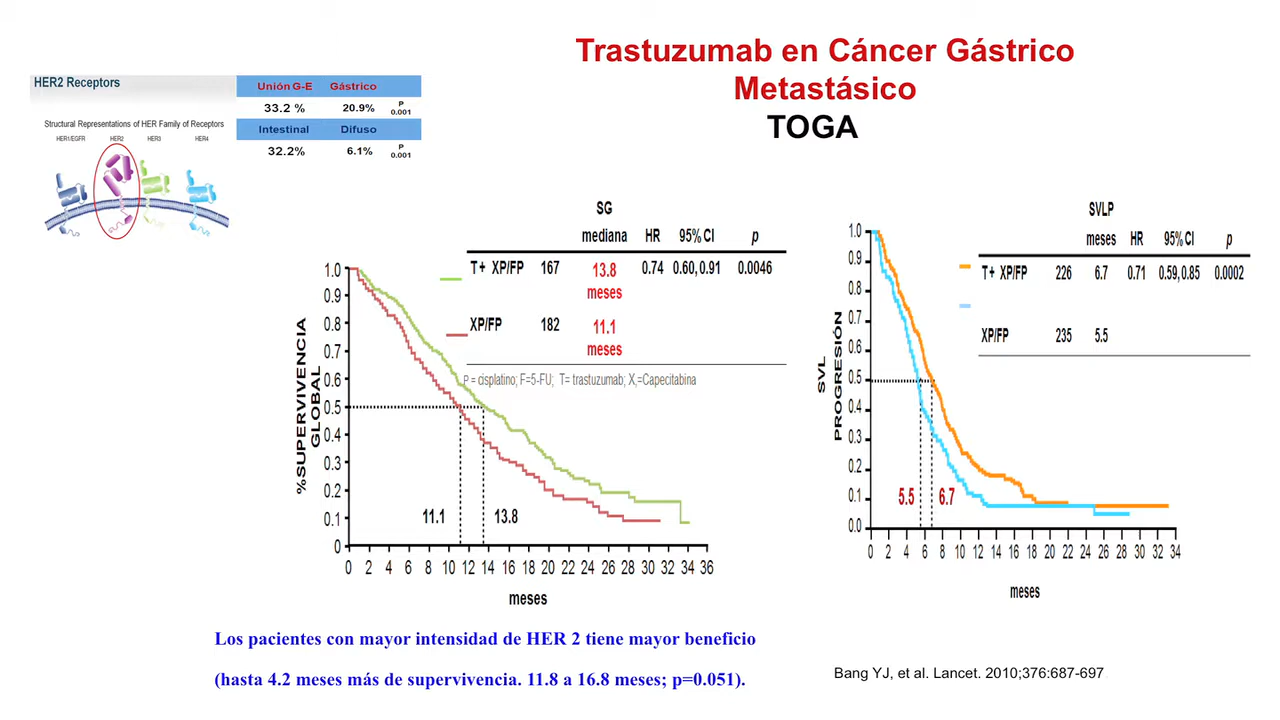 Trastuzumab en Cáncer Gástrico
Metastásico
TOGA
HER2 Receptors
Structural Representations of HER Family of Receptors
HER1/EGFR HER2 HER3 HER4
Unión G-E Gástrico
33.2 % 20.9% P
0.001
Intestinal Difuso
32.2% 6.1% P
0.001
SG
mediana HR 95% CI p
T+ XP/FP 167 13.8 0.74 0.60, 0.91 0.0046
meses
XP/FP 182 11.1
meses
P = cisplatino; F=5-FU; T= trastuzumab; X,=Capecitabina
%SUPERVIVENCIA
GLOBAL
1.0
0.9
0.8
0.7
0.6
0.5
0.4
0.3
0.2
0.1
0
11.1 13.8
0 2 4 6 8 10 12 14 16 18 20 22 24 26 28 30 32 34 36
meses
SVLP
meses HR 95% CI p
T+ XP/FP 226 6.7 0.71 0.59, 0.85 0.0002
XP/FP 235 5.5
SVL
PROGRESIÓN
1.0
0.9
0.8
0.7
0.6
0.5
0.4
0.3
0.2
0.1
0.0
5.5 6.7
0 2 4 6 8 10 12 14 16 18 20 22 24 26 28 30 32 34
meses
Los pacientes con mayor intensidad de HER 2 tiene mayor beneficio
(hasta 4.2 meses más de supervivencia. 11.8 a 16.8 meses; p=0.051).
Bang YJ, et al. Lancet. 2010;376:687-697